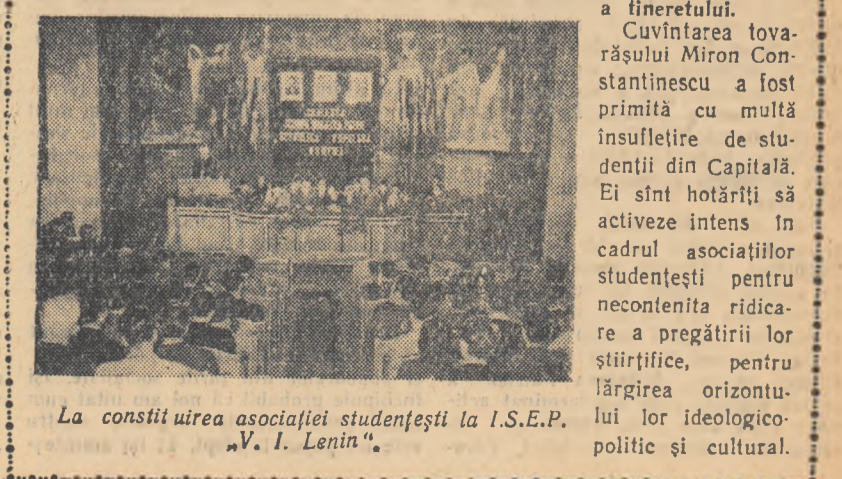 a tineretului.
Cuvîntarea tova-
rășului Miron Con-
stantinescu a fost
primită cu multă
însuflețire de stu-
denții din Capitală.
Ei sînt hotărîți să
activeze intens în
cadrul asociațiilor
studențești pentru
necontenita ridica-
re a pregătirii lor
științifice, pentru
lărgirea orizontu-
lui lor ideologico-
politic și cultural.
La constit uirea asociației studențești la I.S.E.P.
„V. I. Lenin“.